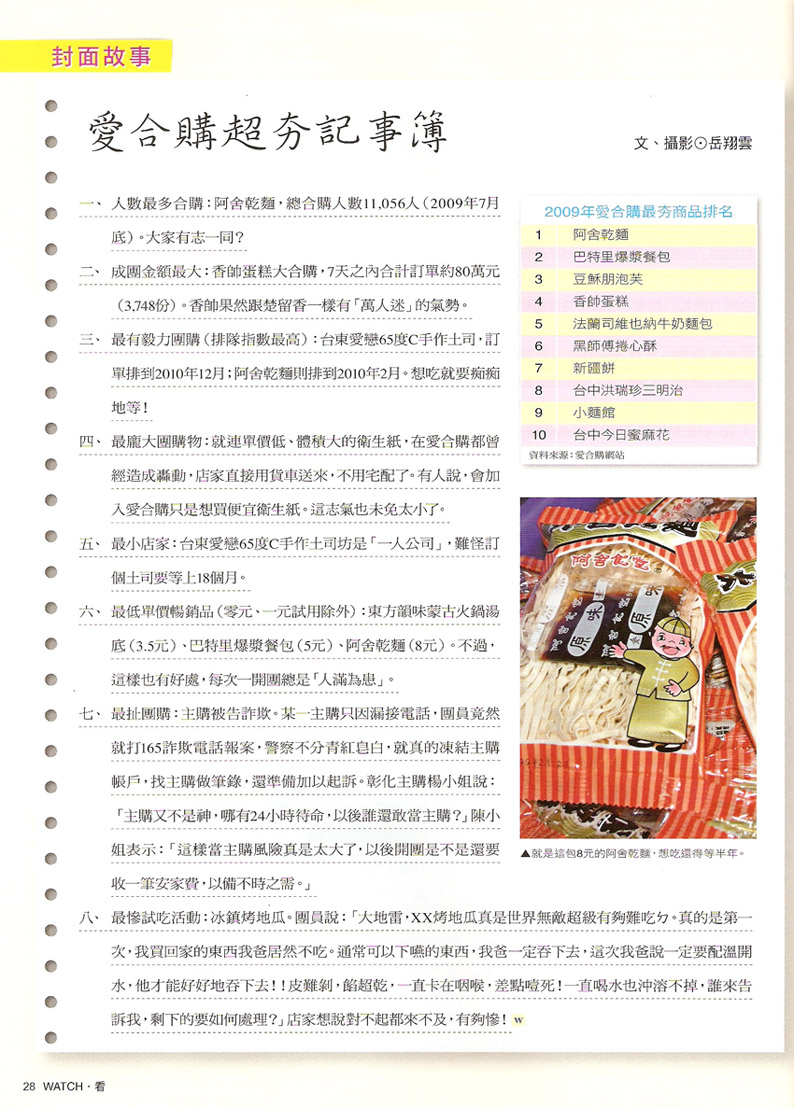 封面故事
愛合購超夯記事簿
文、攝影⊙岳翔雲
一、人數最多合購:阿舍乾麵,總合購人數11,056人(2009年7月
底)。大家有志一同?
二、成團金額最大:香帥蛋糕大合購,7天之內合計訂單約80萬元
(3,748份)。香帥果然跟楚留香一樣有「萬人迷」的氣勢。
三、最有毅力團購(排隊指數最高):台東愛戀65度C手作土司,訂
單排到2010年12月;阿舍乾麵則排到2010年2月。想吃就要痴痴
地等!
四、最龐大團購物:就連單價低、體積大的衛生紙,在愛合購都曾
經造成轟動,店家直接用貨車送來,不用宅配了。有人說,會加
入愛合購只是想買便宜衛生紙。這志氣也未免太小了。
五、最小店家:台東愛戀65度C手作土司坊是「一人公司」,難怪訂
個土司要等上18個月。
六、最低單價暢銷品(零元、一元試用除外):東方韻味蒙古火鍋湯
底(3.5元)、巴特里爆漿餐包(5元)、阿舍乾麵(8元)。不過,
這樣也有好處,每次一開團總是「人滿為患」。
七、最扯團購:主購被告詐欺。某一主購只因漏接電話,團員竟然
就打165詐欺電話報案,警察不分青紅皂白,就真的凍結主購
帳戶,找主購做筆錄,還準備加以起訴。彰化主購楊小姐說:
「主購又不是神,哪有24小時待命,以後誰還敢當主購?」陳小
姐表示:「這樣當主購風險真是太大了,以後開團是不是還要
收一筆安家費,以備不時之需。」
八、最慘試吃活動:冰鎮烤地瓜。團員說:「大地雷,XX烤地瓜真是世界無敵超級有夠難吃ㄅ。真的是第一
次,我買回家的東西我爸居然不吃。通常可以下嚥的東西,我爸一定吞下去,這次我爸說一定要配溫開
水,他才能好好地吞下去!!皮難剝,餡超乾,一直卡在咽喉,差點噎死!一直喝水也沖溶不掉,誰來告
訴我,剩下的要如何處理?」店家想說對不起都來不及,有夠慘! w
2009年愛合購最夯商品排名
1 阿舍乾麵
2 巴特里爆漿餐包
3 豆穌朋泡芙
4 香帥蛋糕
5 法蘭司維也納牛奶麵包
6 黑師傅捲心酥
7 新疆餅
8 台中洪瑞珍三明治
9 小麵館
10 台中今日蜜麻花
資料來源:愛合購網站
阿舍食堂
阿舍乾麵
原味
原味
▲就是這包8元的阿舍乾麵,想吃還得等半年。
28 WATCH・看